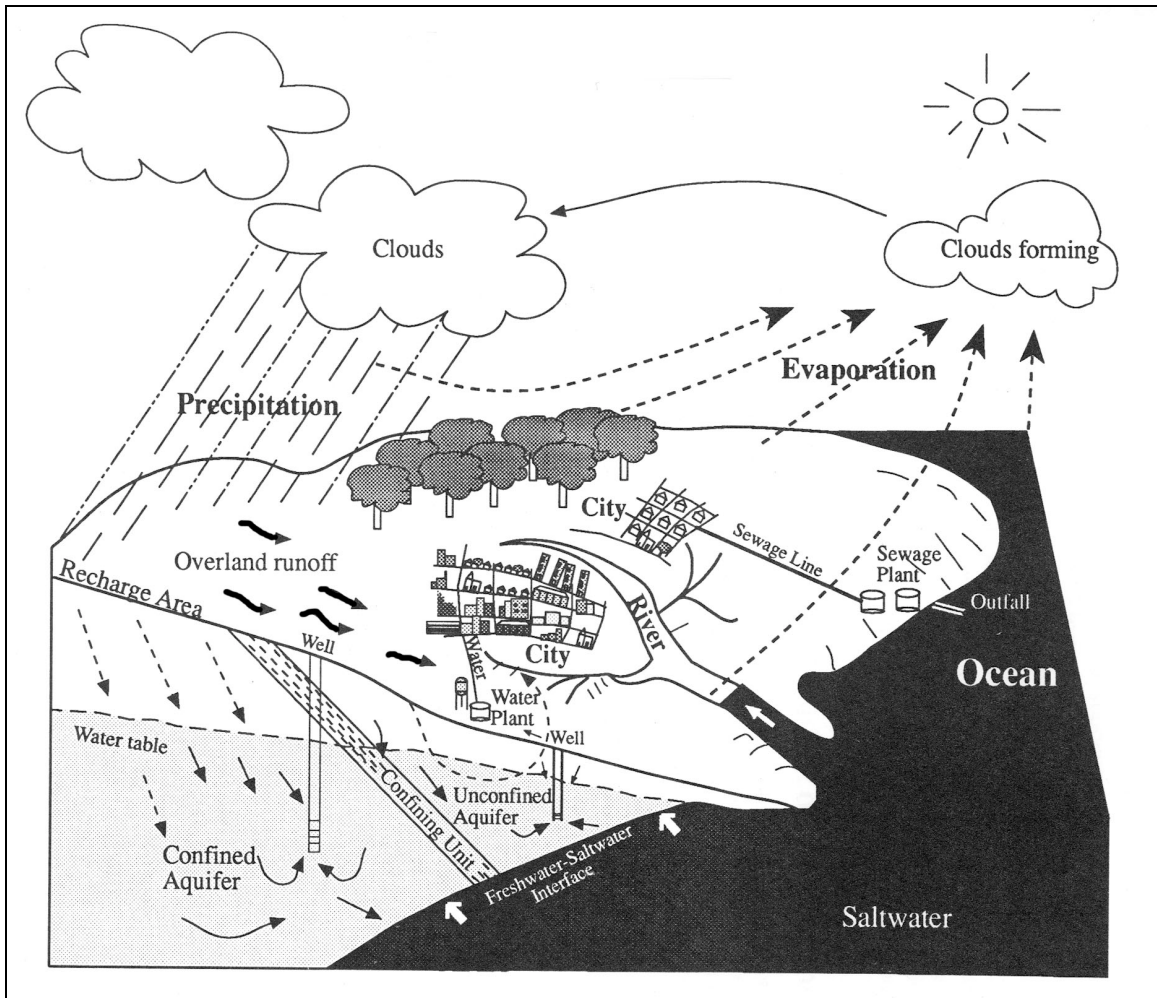 Clouds
Clouds forming
Evaporation
Precipitation
City
Sewage Line
Sewage
Plant
Outfall
Overland runoff
Recharge Area
River
Well
City
Water
Ocean
Water
Plant
Well
Water table
Confining Unit
Unconfined
Aquifer
Confined
Aquifer
Freshwater-Saltwater
Interface
Saltwater